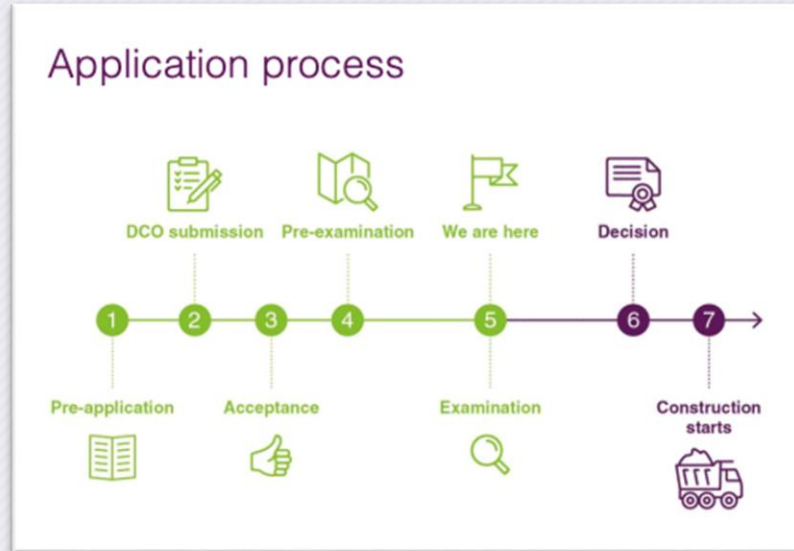 Application process
DCO submission
Pre-examination
We are here
Decision
1
2
3
4
5
6
7
Pre-application
Acceptance
Examination
Construction
starts